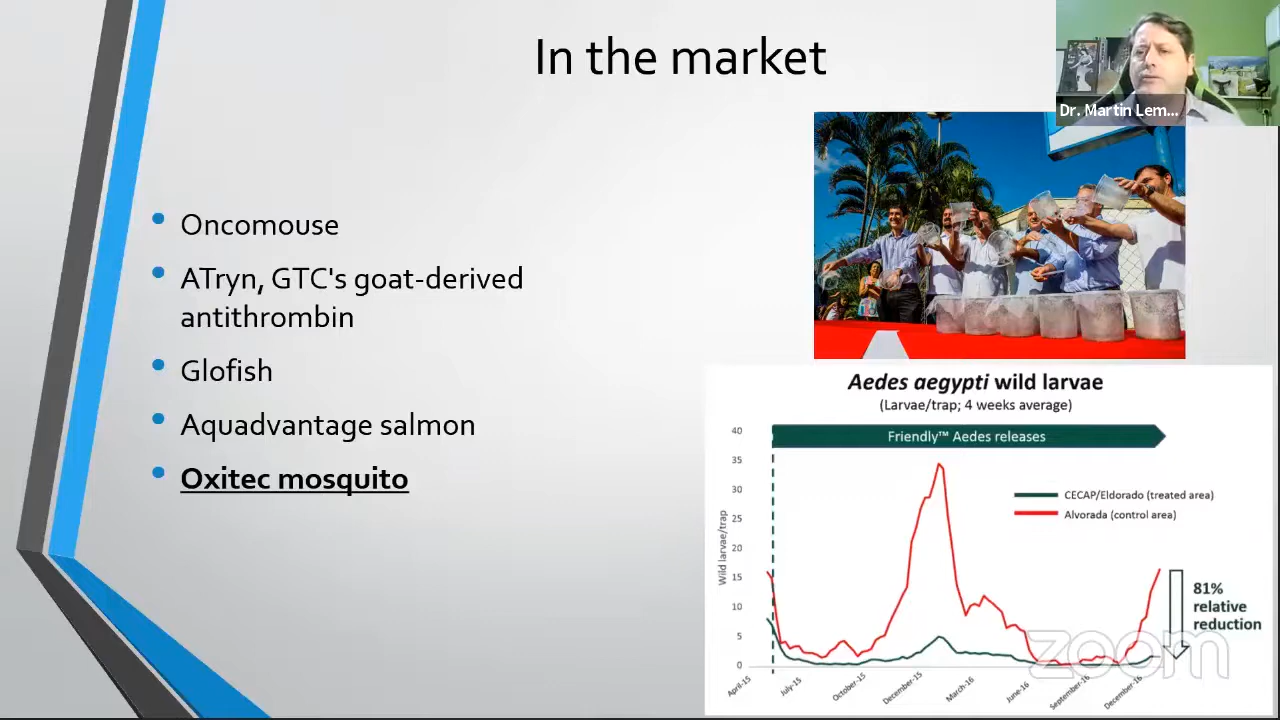 In the market
Dr. Martin Lem...
Oncomouse
ATryn, GTC's goat-derived
antithrombin
Glofish
Aquadvantage salmon
Oxitec mosquito
Aedes aegypti wild larvae
(Larvae/trap; 4 weeks average)
Friendly™ Aedes releases
CECAP/Eldorado (treated area)
Alvorada (control area)
Wild larvae/trap
40
35
30
25
20
15
10
5
0
April-15
July-15
October-15
December-15
March-16
June-16
September-16
December-16
81%
relative
reduction
zoom